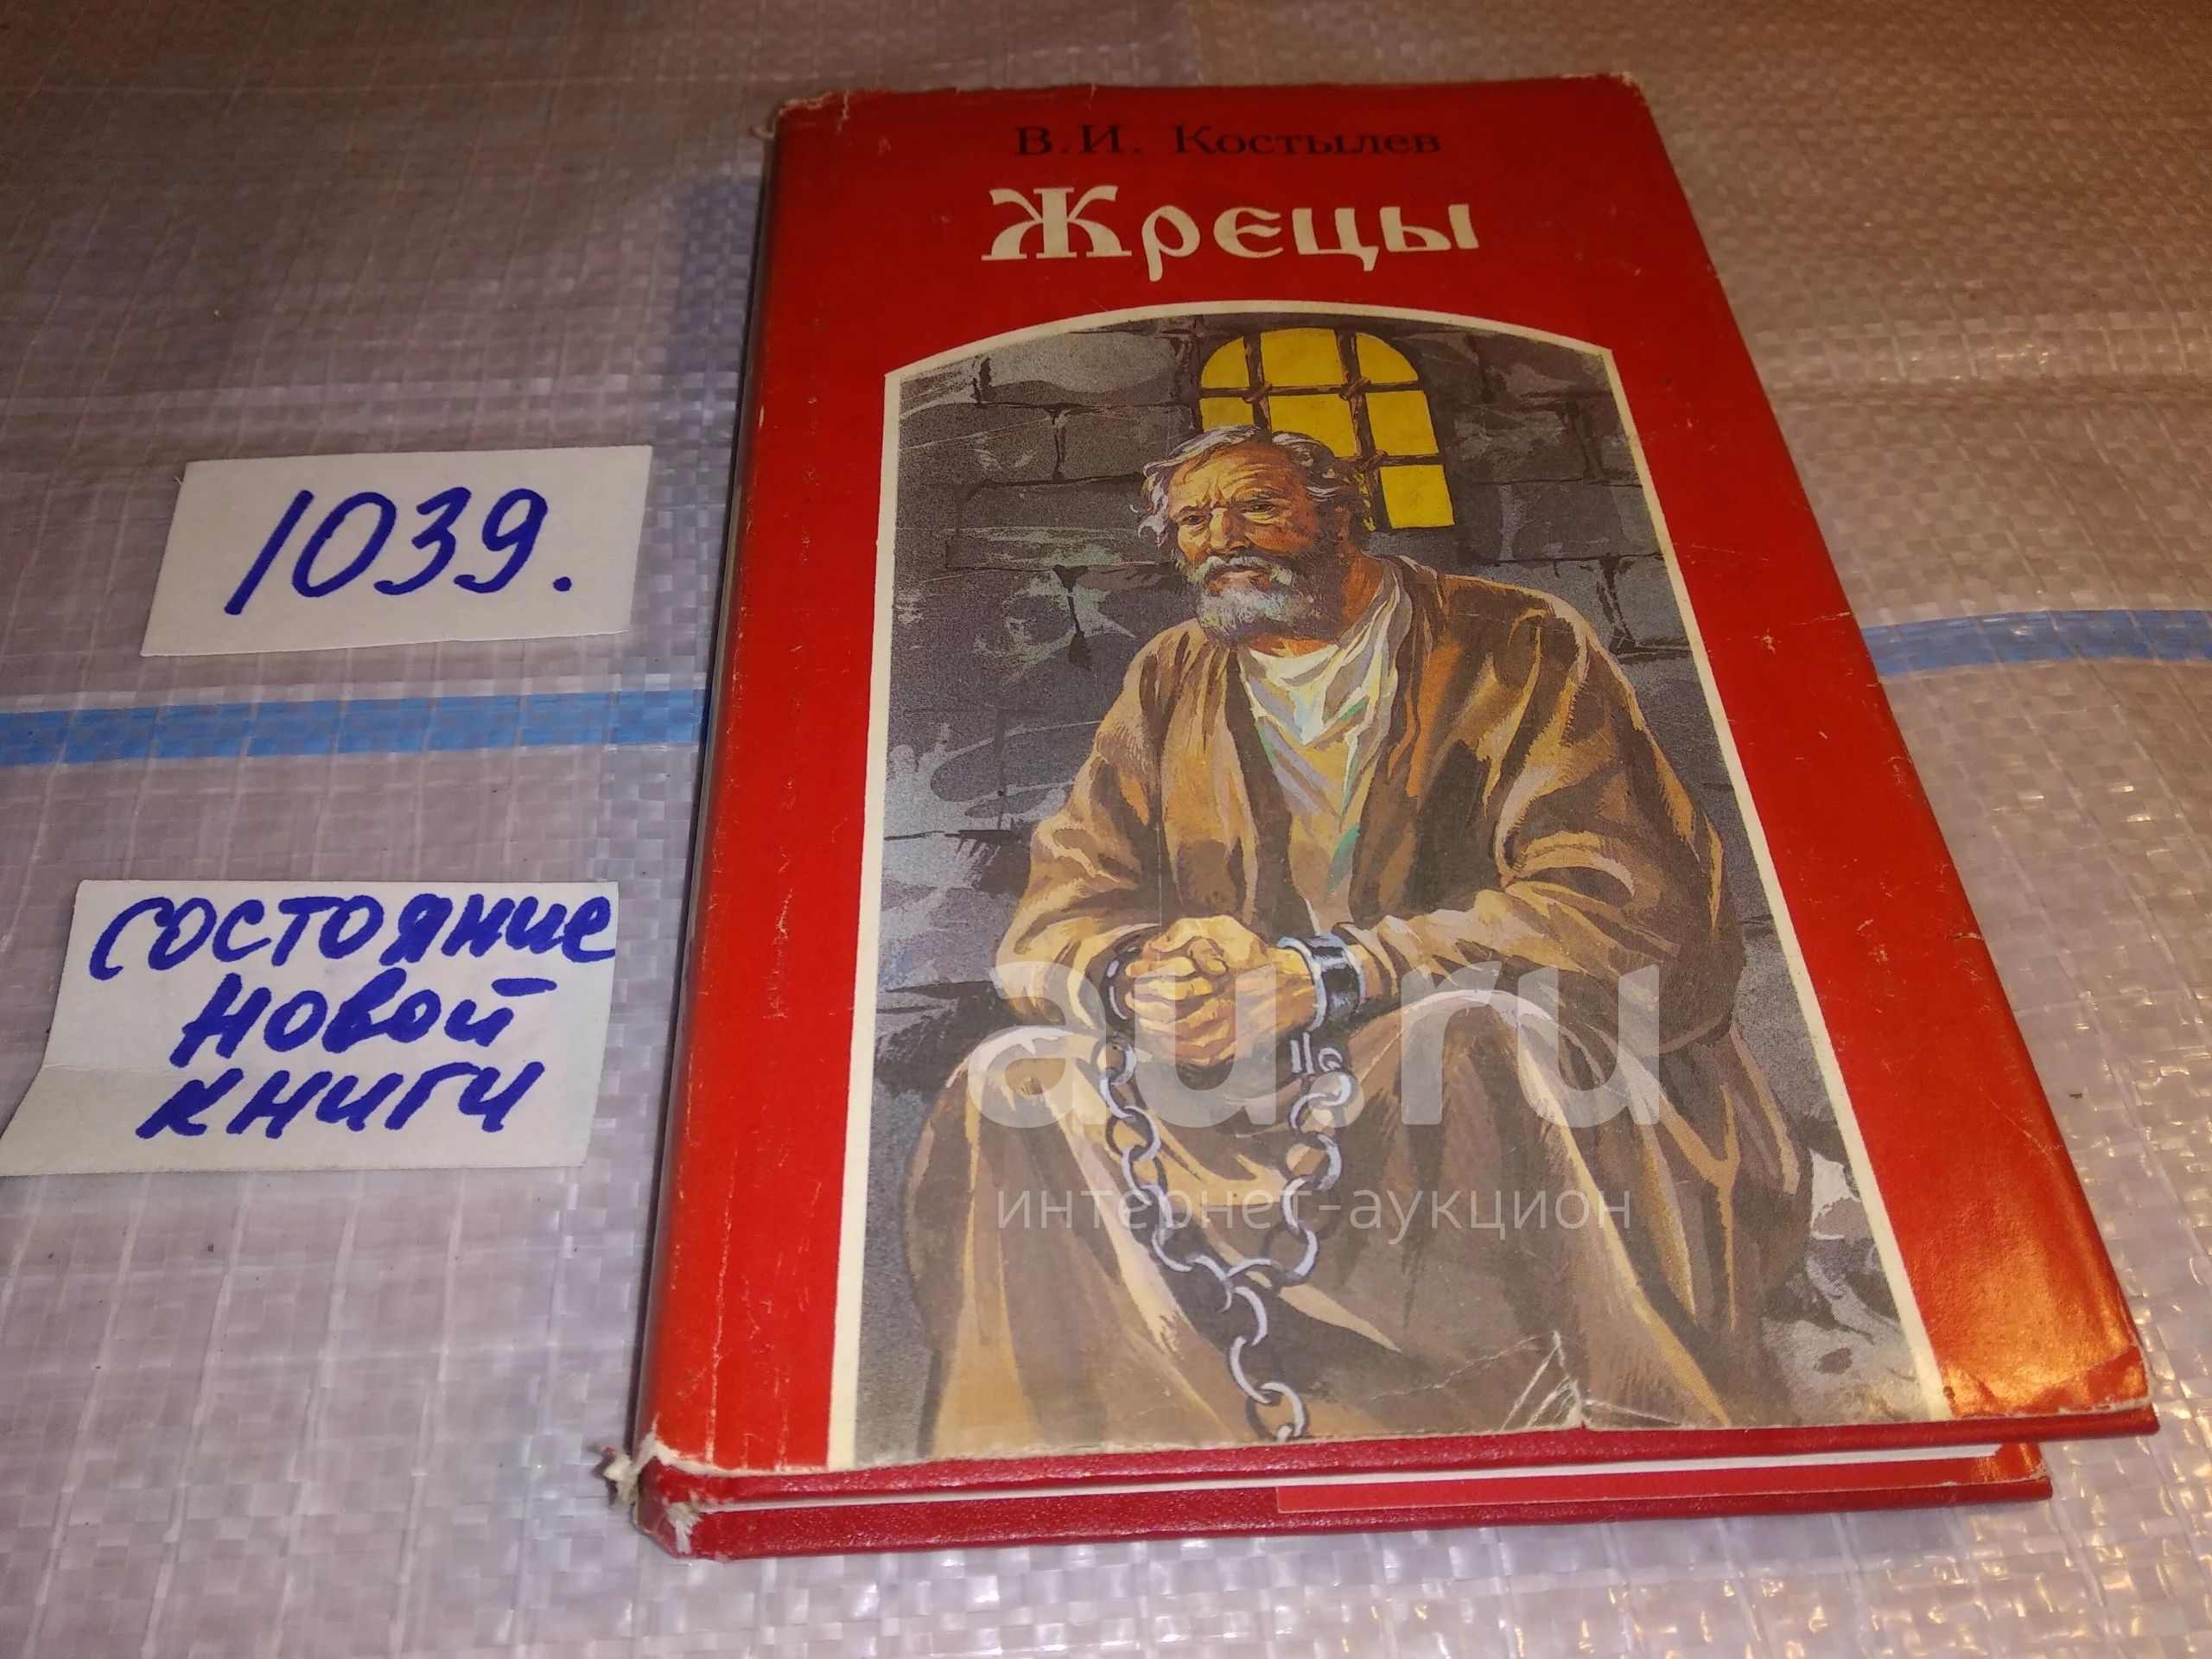 В.И. Костылев
Жрецы
1039.
состояние
новой
книги
au.ru
интернет-аукцион